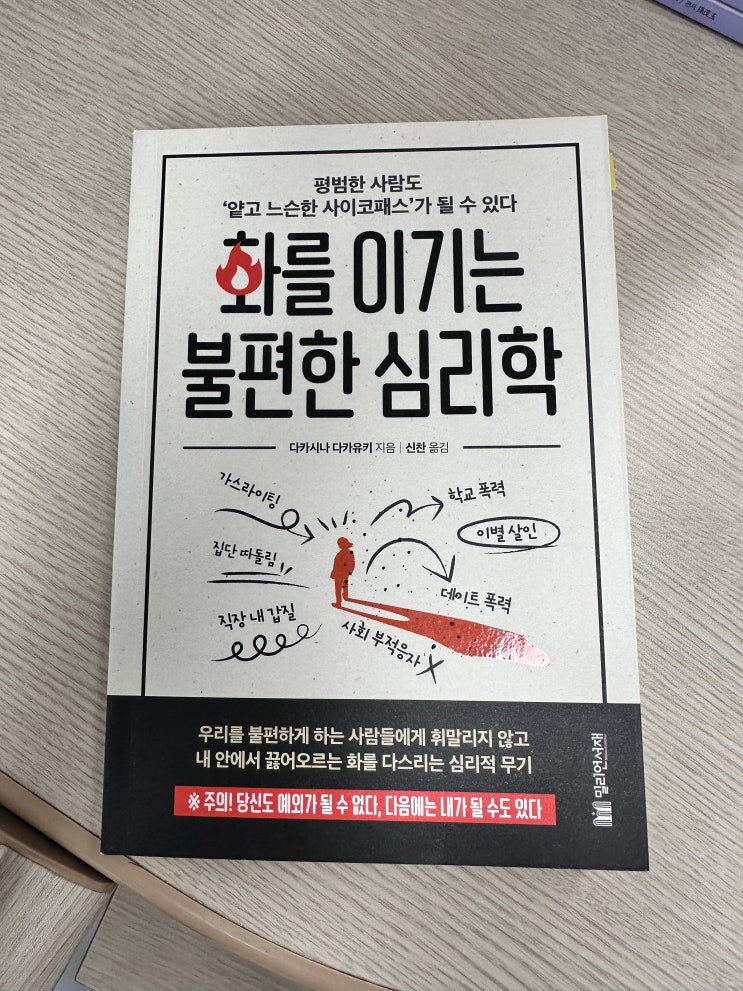 평범한 사람도
'얕고 느슨한 사이코패스'가 될 수 있다
화를 이기는
불편한 심리학
다카시나 다카유키 지음 | 신찬 옮김
가스라이팅
학교 폭력
이별 살인
집단 따돌림
데이트 폭력
직장 내 갑질
사회 부적응자
우리를 불편하게 하는 사람들에게 휘말리지 않고
내 안에서 끓어오르는 화를 다스리는 심리적 무기
밀리언서재
※ 주의! 당신도 예외가 될 수 없다, 다음에는 내가 될 수도 있다